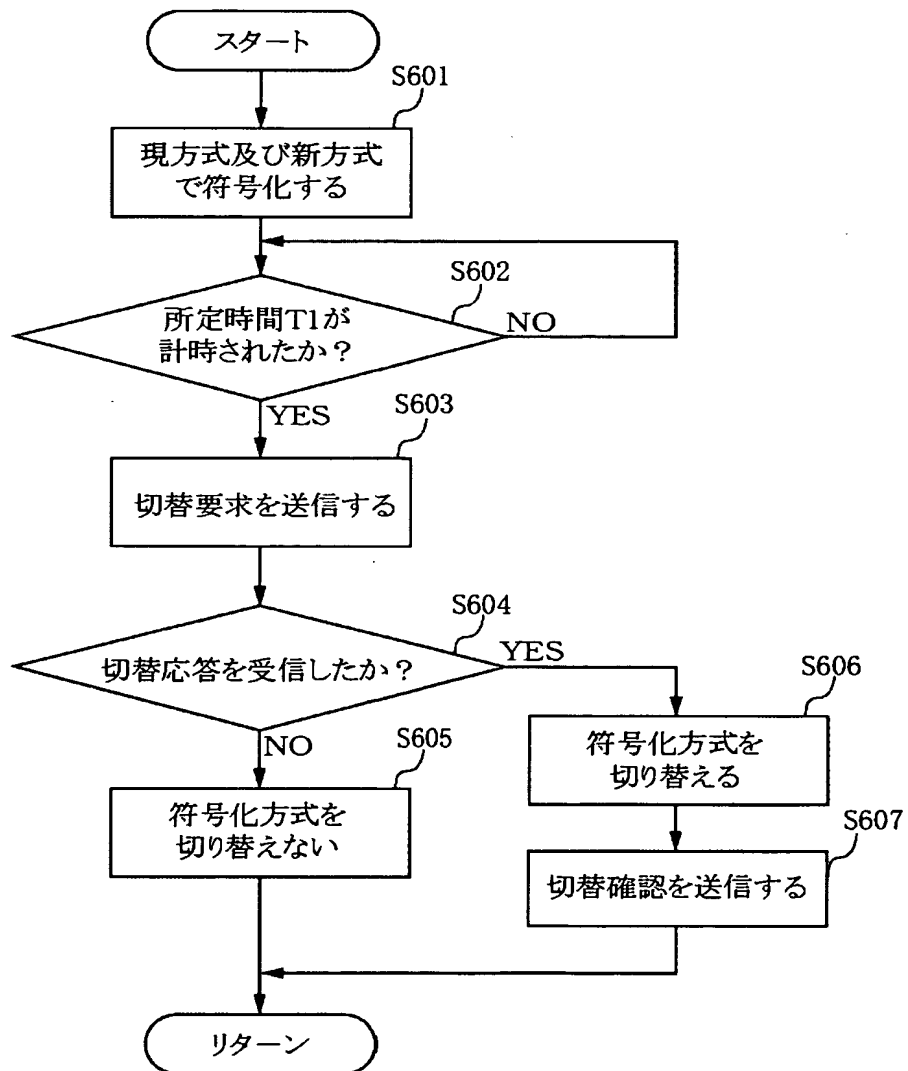 スタート
S601
現方式及び新方式
で符号化する
S602
所定時間T1が
計時されたか?
NO
YES
S603
切替要求を送信する
S604
切替応答を受信したか?
YES
NO
S605
符号化方式を
切り替えない
S606
符号化方式を
切り替える
S607
切替確認を送信する
リターン